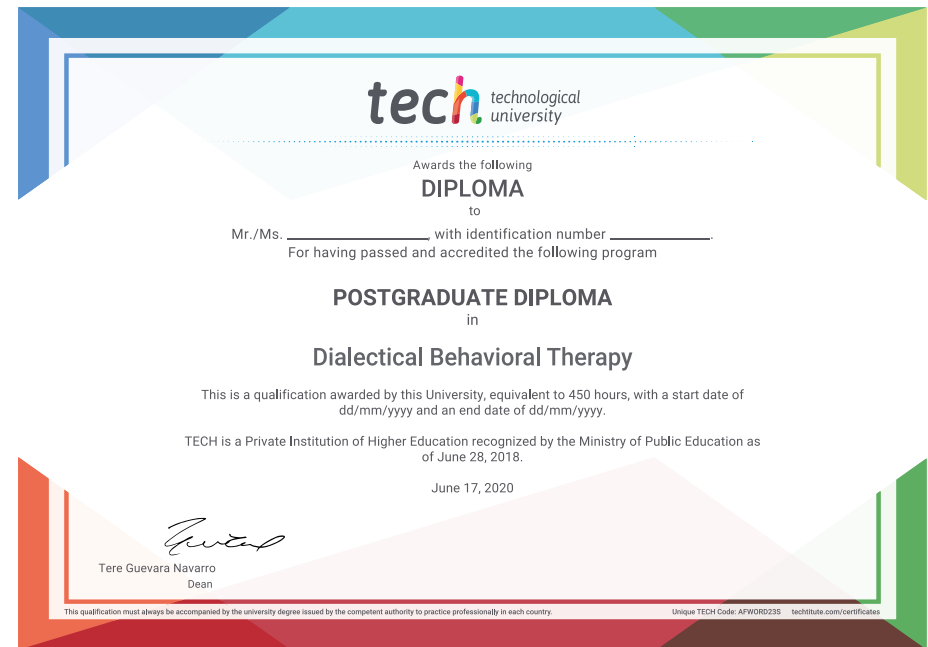 tech technological
university
Awards the following
DIPLOMA
to
Mr./Ms. ____________________, with identification number ______________.
For having passed and accredited the following program
POSTGRADUATE DIPLOMA
in
Dialectical Behavioral Therapy
This is a qualification awarded by this University, equivalent to 450 hours, with a start date of
dd/mm/yyyy and an end date of dd/mm/yyyy.
TECH is a Private Institution of Higher Education recognized by the Ministry of Public Education as
of June 28, 2018.
June 17, 2020
Tere Guevara Navarro
Dean
This qualification must always be accompanied by the university degree issued by the competent authority to practice professionally in each country.
Unique TECH Code: AFWORD23S techtitute.com/certificates